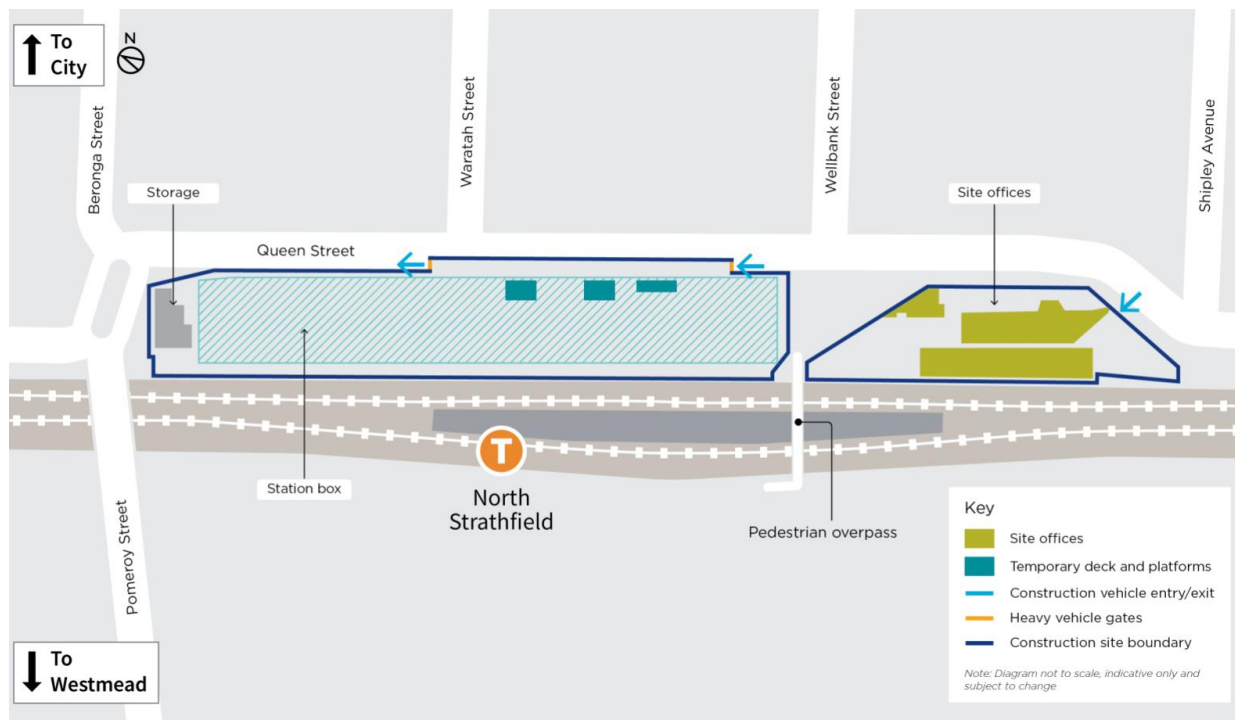 To
City
N
Beronga Street
Waratah Street
Wellbank Street
Shipley Avenue
Storage
Site offices
Queen Street
Station box
T
North
Strathfield
Pedestrian overpass
Pomeroy Street
To
Westmead
Key
Site offices
Temporary deck and platforms
Construction vehicle entry/exit
Heavy vehicle gates
Construction site boundary
Note: Diagram not to scale, indicative only and
subject to change